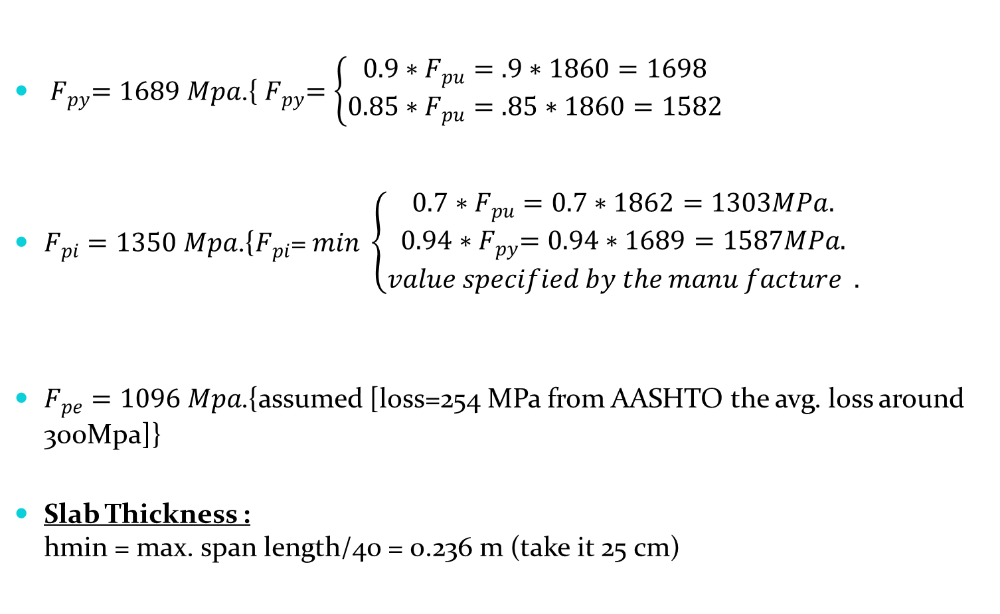 • F_py= 1689 Mpa.{ F_py= { 0.9 ∗ F_pu = .9 ∗ 1860 = 1698
0.85 ∗ F_pu = .85 ∗ 1860 = 1582
• F_pi = 1350 Mpa.{F_pi= min { 0.7 ∗ F_pu = 0.7 ∗ 1862 = 1303MPa.
0.94 ∗ F_py= 0.94 ∗ 1689 = 1587MPa.
value specified by the manu facture .
• F_pe = 1096 Mpa.{assumed [loss=254 MPa from AASHTO the avg. loss around
300Mpa]}
• Slab Thickness :
hmin = max. span length/40 = 0.236 m (take it 25 cm)